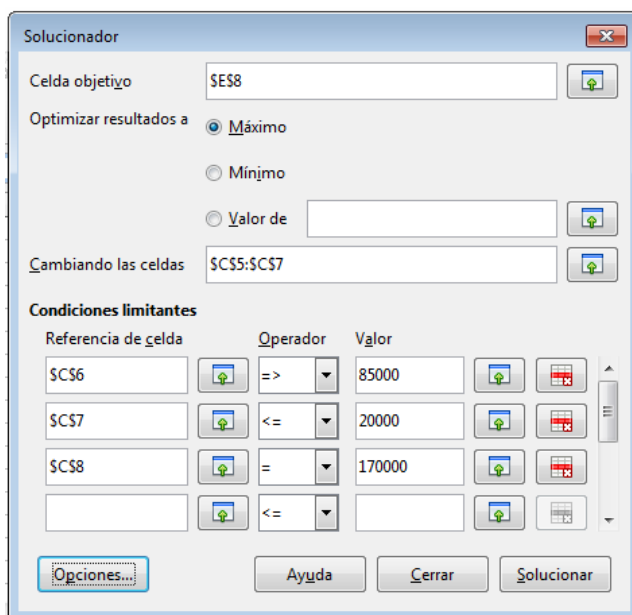 Solucionador
Celda objetivo $E$8
Optimizar resultados a Máximo
Mínimo
Valor de
Cambiando las celdas $C$5:$C$7
Condiciones limitantes
Referencia de celda Operador Valor
$C$6 => 85000
$C$7 <= 20000
$C$8 = 170000
<=
Opciones... Ayuda Cerrar Solucionar